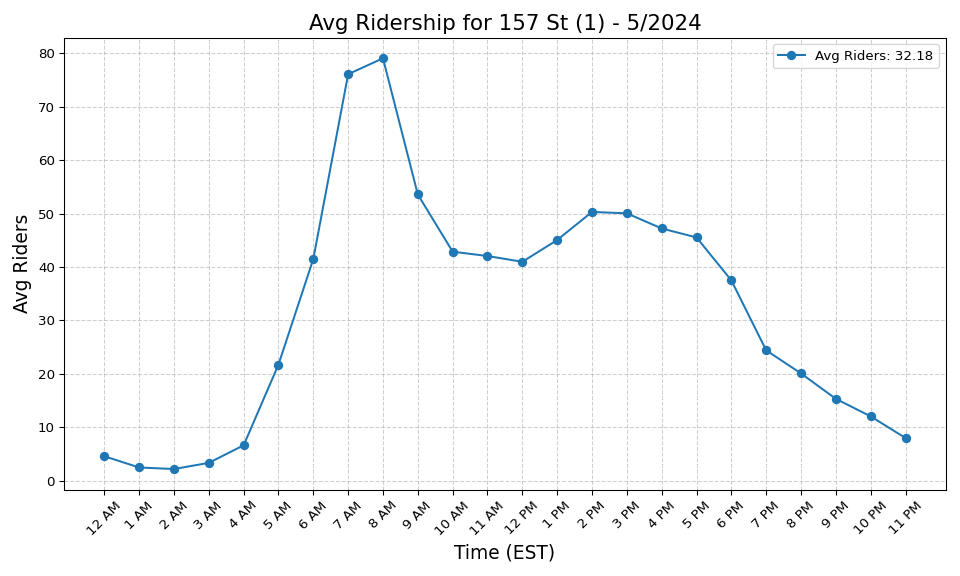 Avg Ridership for 157 St (1) - 5/2024
Avg Riders: 32.18
Avg Riders
80
70
60
50
40
30
20
10
0
12 AM
1 AM
2 AM
3 AM
4 AM
5 AM
6 AM
7 AM
8 AM
9 AM
10 AM
11 AM
12 PM
1 PM
2 PM
3 PM
4 PM
5 PM
6 PM
7 PM
8 PM
9 PM
10 PM
11 PM
Time (EST)